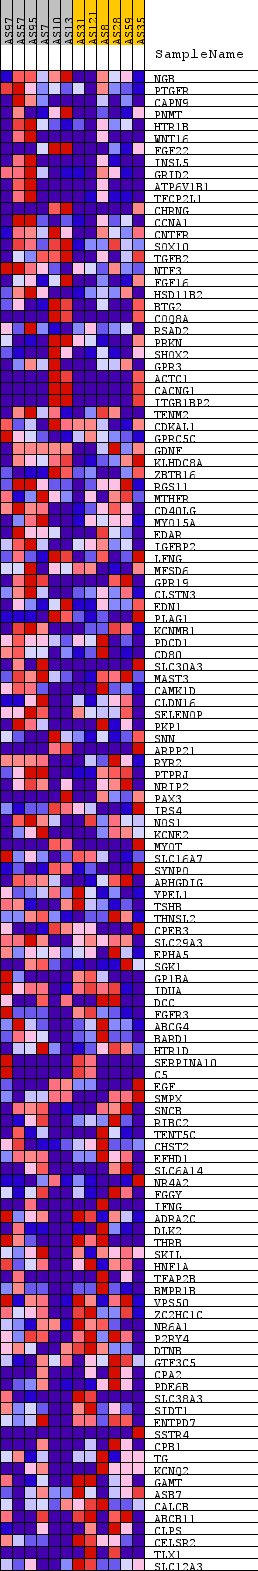 AS97 AS57 AS95 AS7 AS10 AS13 AS31 AS121 AS8 AS28 AS59 AS35
SampleName
NGB
PTGFR
CAPN9
PNMT
HTR1B
WNT16
FGF22
INSL5
GRID2
ATP6V1B1
TFCP2L1
CHRNG
CCNA1
CNTFR
SOX10
TGFB2
NTF3
FGF16
HSD11B2
BTG2
COQ8A
RSAD2
PRKN
SHOX2
GPR3
ACTC1
CACNG1
ITGB1BP2
TENM2
CDKAL1
GPRC5C
GDNF
KLHDC8A
ZBTB16
RGS11
MTHFR
CD40LG
MYO15A
EDAR
IGFBP2
LFNG
MFSD6
GPR19
CLSTN3
EDN1
PLAG1
KCNMB1
PDCD1
CD80
SLC30A3
MAST3
CAMK1D
CLDN16
SELENOP
PKP1
SNN
ARPP21
RYR2
PTPRJ
NRIP2
PAX3
IRS4
NOS1
KCNE2
MYOT
SLC16A7
SYNPO
ARHGDIG
YPEL1
TSHB
THNSL2
CPEB3
SLC29A3
EPHA5
SGK1
GP1BA
IDUA
DCC
FGFR3
ABCG4
BARD1
HTR1D
SERPINA10
C5
EGF
SMPX
SNCB
RIBC2
TENT5C
CHST2
EFHD1
SLC6A14
NR4A2
FGGY
IFNG
ADRA2C
DLK2
THRB
SKIL
HNF1A
TFAP2B
BMPR1B
VPS50
ZC2HC1C
NR6A1
P2RY4
DTNB
GTF3C5
CPA2
PDE6B
SLC38A3
SIDT1
ENTPD7
SSTR4
CPB1
TG
KCNQ2
GAMT
ASB7
CALCB
ABCB11
CLPS
CELSR2
TLX1
SLC12A3